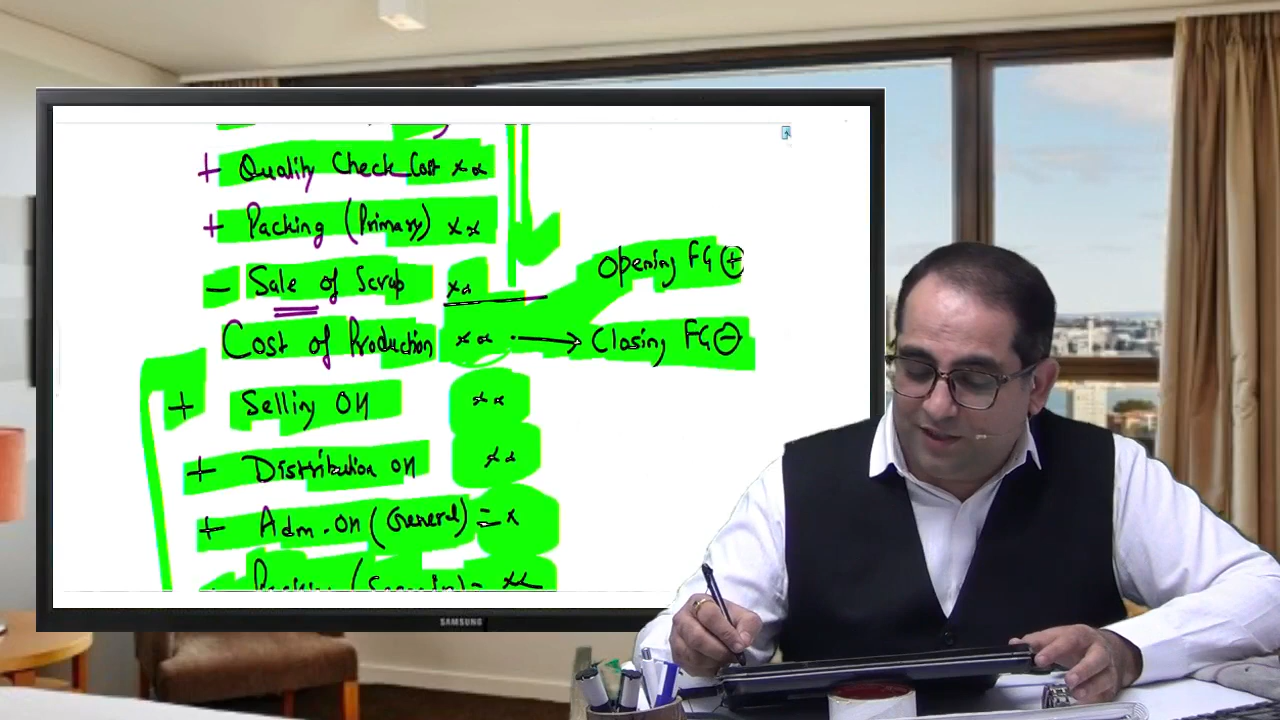 + Quality Check Cost xx
+ Packing (Primary) xx
- Sale of Scrap xx
Opening FG +
Cost of Production xx → Closing FG -
+ Selling OH xx
+ Distribution OH xx
+ Adm. OH (General) = x
SAMSUNG